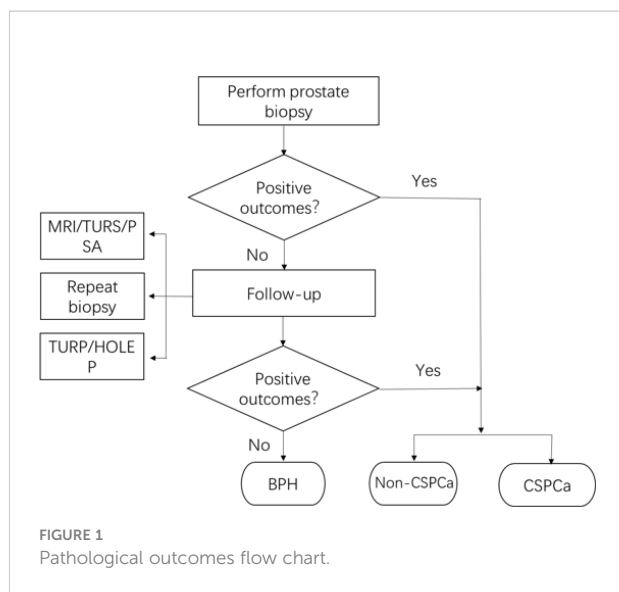 Perform prostate
biopsy
Positive
outcomes?
Yes
No
MRI/TURS/P
SA
Repeat
biopsy
TURP/HOLE
P
Follow-up
Positive
outcomes?
Yes
No
BPH
Non-CSPCa
CSPCa
FIGURE 1
Pathological outcomes flow chart.